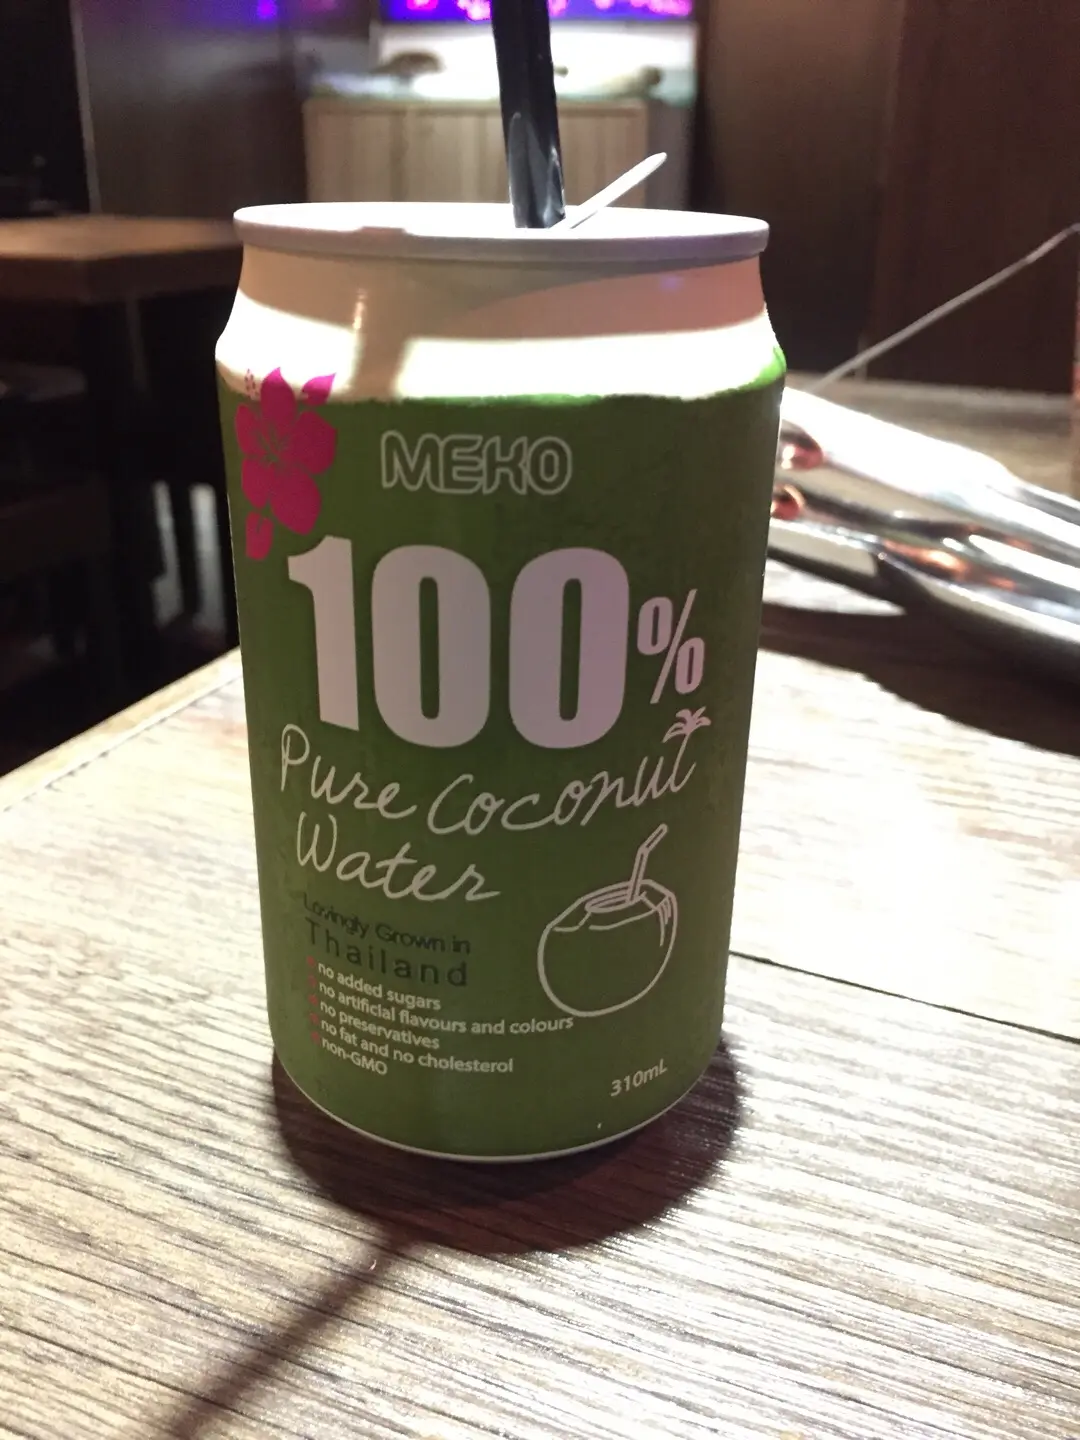 MEKO
100%
Pure Coconut
Water
Lovingly Grown in
Thailand
no added sugars
no artificial flavours and colours
no preservatives
no fat and no cholesterol
non-GMO
310mL